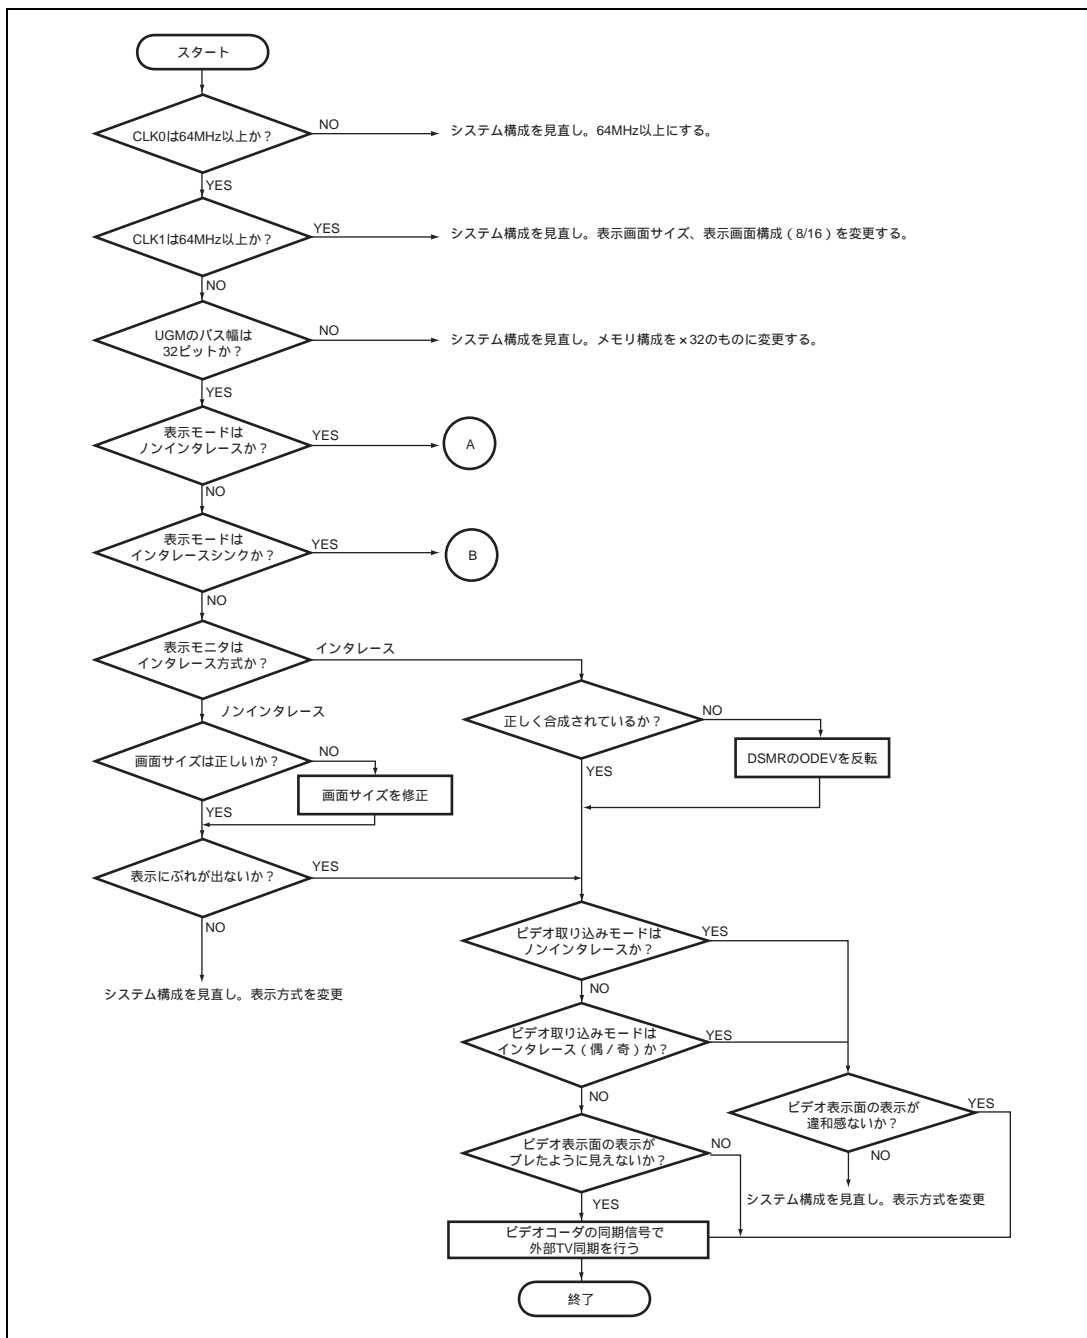 スタート
CLK0は64MHz以上か？
NO
システム構成を見直し。64MHz以上にする。
YES
CLK1は64MHz以上か？
YES
システム構成を見直し。表示画面サイズ、表示画面構成（8/16）を変更する。
NO
UGMのバス幅は
32ビットか？
NO
システム構成を見直し。メモリ構成を×32のものに変更する。
YES
表示モードは
ノンインタレースか？
YES
A
NO
表示モードは
インタレースシンクか？
YES
B
NO
表示モニタは
インタレース方式か？
インタレース
ノンインタレース
正しく合成されているか？
NO
DSMRのODEVを反転
YES
画面サイズは正しいか？
NO
画面サイズを修正
YES
表示にぶれが出ないか？
YES
NO
システム構成を見直し。表示方式を変更
ビデオ取り込みモードは
ノンインタレースか？
YES
NO
ビデオ取り込みモードは
インタレース（偶／奇）か？
YES
NO
ビデオ表示面の表示が
違和感ないか？
YES
NO
システム構成を見直し。表示方式を変更
ビデオ表示面の表示が
ブレたように見えないか？
NO
YES
ビデオコーダの同期信号で
外部TV同期を行う
終了